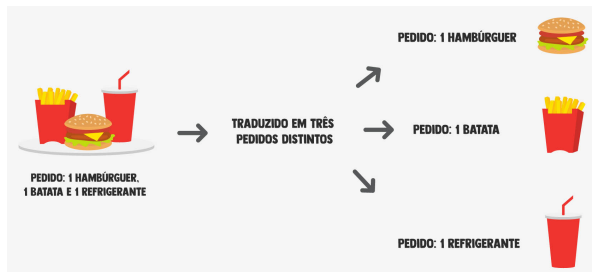 PEDIDO: 1 HAMBÚRGUER,
1 BATATA E 1 REFRIGERANTE
TRADUZIDO EM TRÊS
PEDIDOS DISTINTOS
PEDIDO: 1 HAMBÚRGUER
PEDIDO: 1 BATATA
PEDIDO: 1 REFRIGERANTE